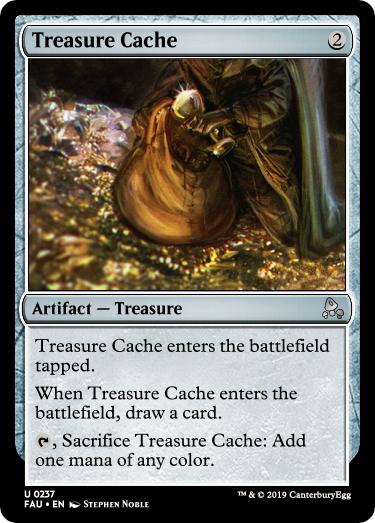 Treasure Cache 2
Artifact — Treasure
Treasure Cache enters the battlefield
tapped.
When Treasure Cache enters the
battlefield, draw a card.
, Sacrifice Treasure Cache: Add
one mana of any color.
U 0237
FAU • EN STEPHEN NOBLE
™ & © 2019 CanterburyEgg